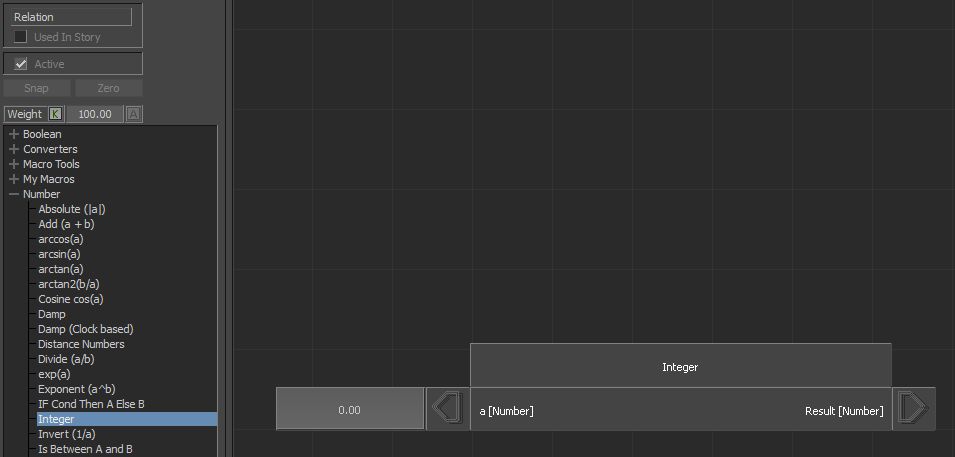 Relation
Used In Story
Active
Snap Zero
Weight K 100.00 A
Boolean
Converters
Macro Tools
My Macros
Number
Absolute (|a|)
Add (a + b)
arccos(a)
arcsin(a)
arctan(a)
arctan2(b/a)
Cosine cos(a)
Damp
Damp (Clock based)
Distance Numbers
Divide (a/b)
exp(a)
Exponent (a^b)
IF Cond Then A Else B
Integer
Invert (1/a)
Is Between A and B
Integer
0.00 a [Number] Result [Number]